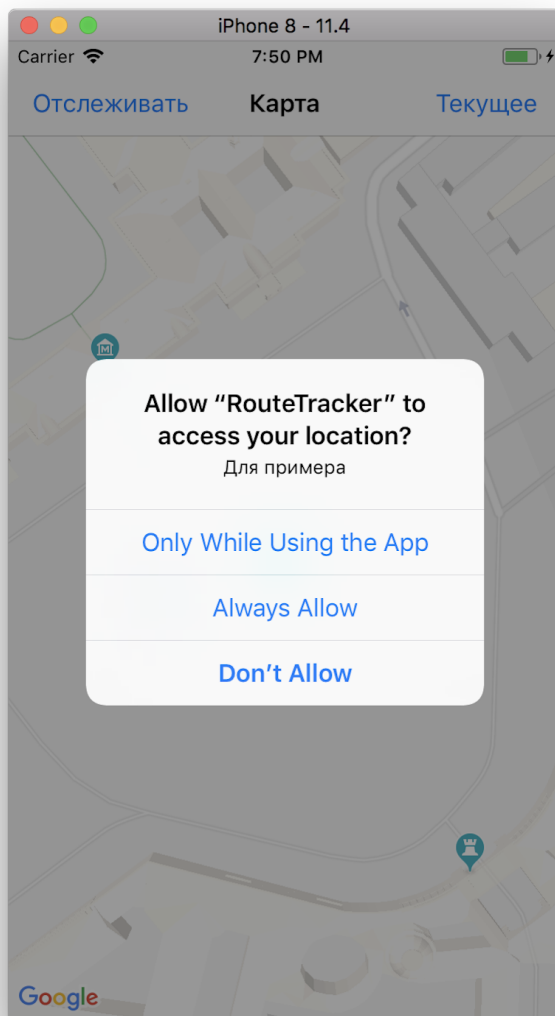 iPhone 8 - 11.4
Carrier 7:50 PM
Отслеживать Карта Текущее
Allow “RouteTracker” to
access your location?
Для примера
Only While Using the App
Always Allow
Don’t Allow
Google